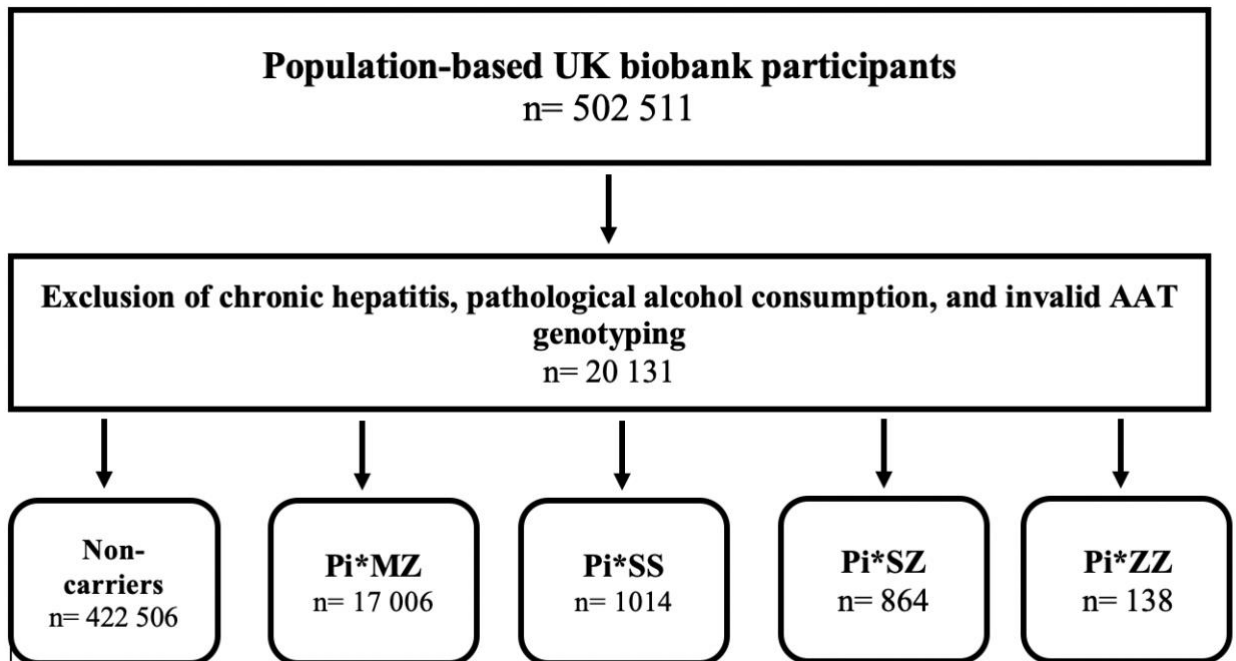 Population-based UK biobank participants
n= 502 511
Exclusion of chronic hepatitis, pathological alcohol consumption, and invalid AAT
genotyping
n= 20 131
Non-
carriers
n= 422 506
Pi*MZ
n= 17 006
Pi*SS
n= 1014
Pi*SZ
n= 864
Pi*ZZ
n= 138